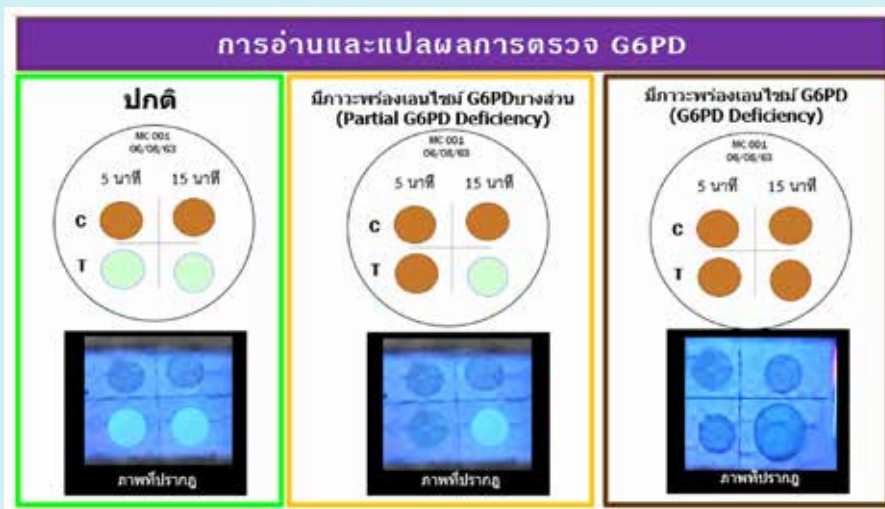 การอ่านและแปลผลการตรวจ G6PD
ปกติ
MC 001
06/08/63
5 นาที 15 นาที
C
T
ภาพที่ปรากฏ
มีภาวะพร่องเอนไซม์ G6PDบางส่วน
(Partial G6PD Deficiency)
MC 001
06/08/63
5 นาที 15 นาที
C
T
ภาพที่ปรากฏ
มีภาวะพร่องเอนไซม์ G6PD
(G6PD Deficiency)
MC 001
06/08/63
5 นาที 15 นาที
C
T
ภาพที่ปรากฏ